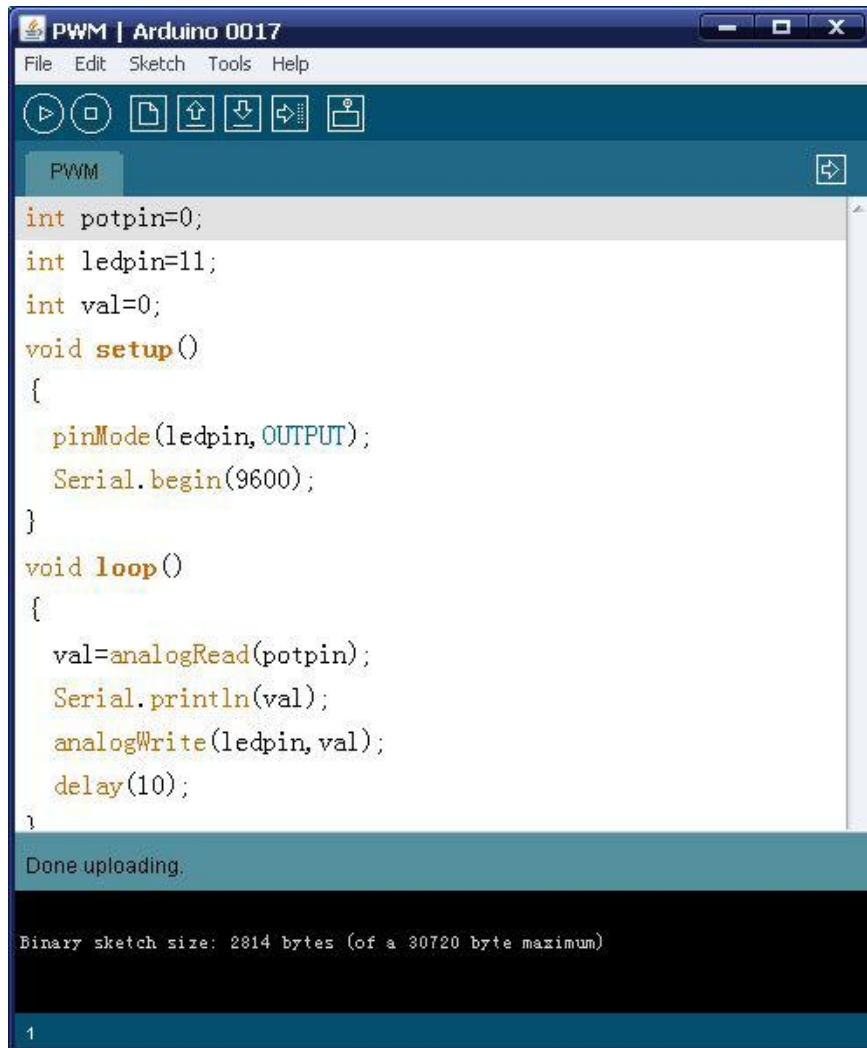 PWM | Arduino 0017
File Edit Sketch Tools Help
PWM
int potpin=0;
int ledpin=11;
int val=0;
void setup()
{
  pinMode(ledpin,OUTPUT);
  Serial.begin(9600);
}
void loop()
{
  val=analogRead(potpin);
  Serial.println(val);
  analogWrite(ledpin,val);
  delay(10);
}
Done uploading.
Binary sketch size: 2814 bytes (of a 30720 byte maximum)
1